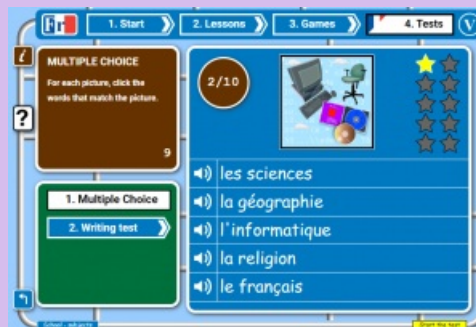 Fr
1. Start
2. Lessons
3. Games
4. Tests
V
i
MULTIPLE CHOICE
For each picture, click the
words that match the picture.
?
9
2/10
1. Multiple Choice
2. Writing test
les sciences
la géographie
l'informatique
la religion
le français
School - subjects
Start the test